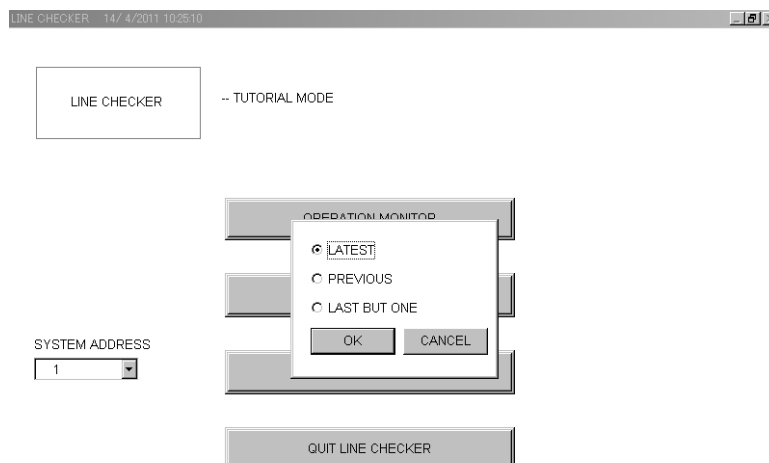 LINE CHECKER 14/ 4/2011 10:25:10
LINE CHECKER
-- TUTORIAL MODE
OPERATION MONITOR
LATEST
PREVIOUS
LAST BUT ONE
OK CANCEL
SYSTEM ADDRESS
1
QUIT LINE CHECKER